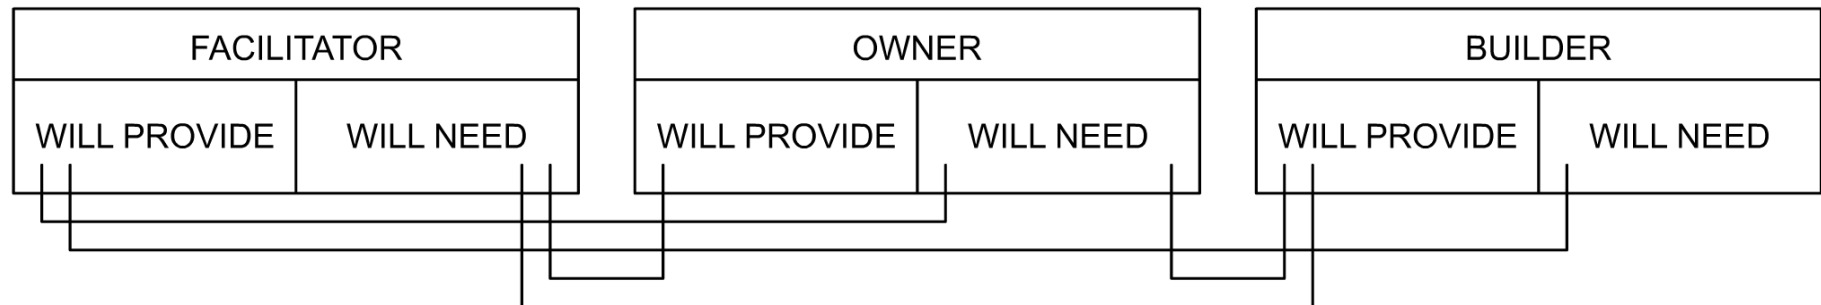 FACILITATOR
WILL PROVIDE
WILL NEED
OWNER
WILL PROVIDE
WILL NEED
BUILDER
WILL PROVIDE
WILL NEED